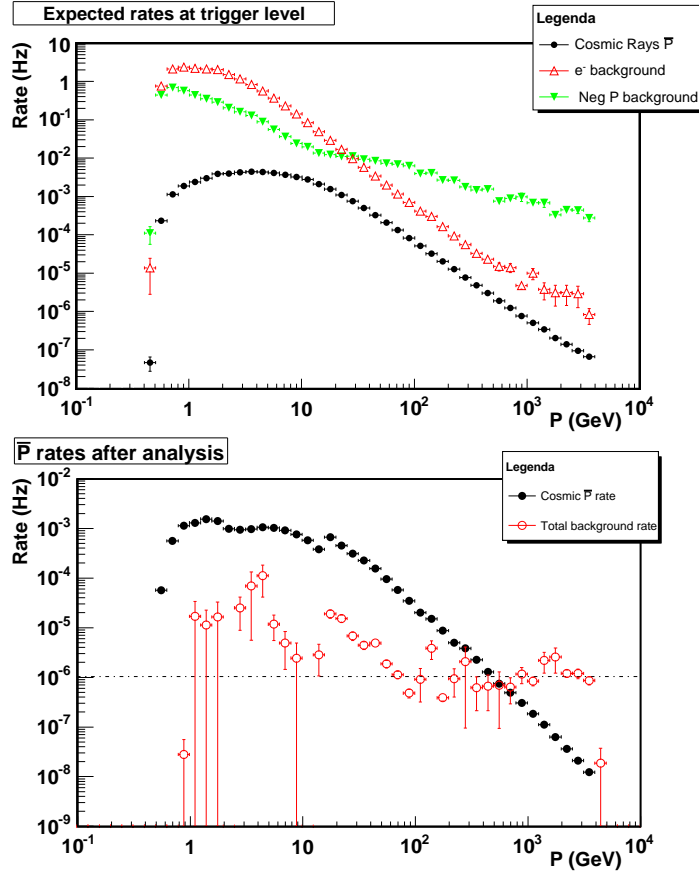 Expected rates at trigger level
Legenda
Cosmic Rays P̅
e⁻ background
Neg P background
Rate (Hz)
10
1
10⁻¹
10⁻²
10⁻³
10⁻⁴
10⁻⁵
10⁻⁶
10⁻⁷
10⁻⁸
10⁻¹ 1 10 10² 10³ 10⁴
P (GeV)
P̅ rates after analysis
Legenda
Cosmic P̅ rate
Total background rate
Rate (Hz)
10⁻²
10⁻³
10⁻⁴
10⁻⁵
10⁻⁶
10⁻⁷
10⁻⁸
10⁻⁹
10⁻¹ 1 10 10² 10³ 10⁴
P (GeV)